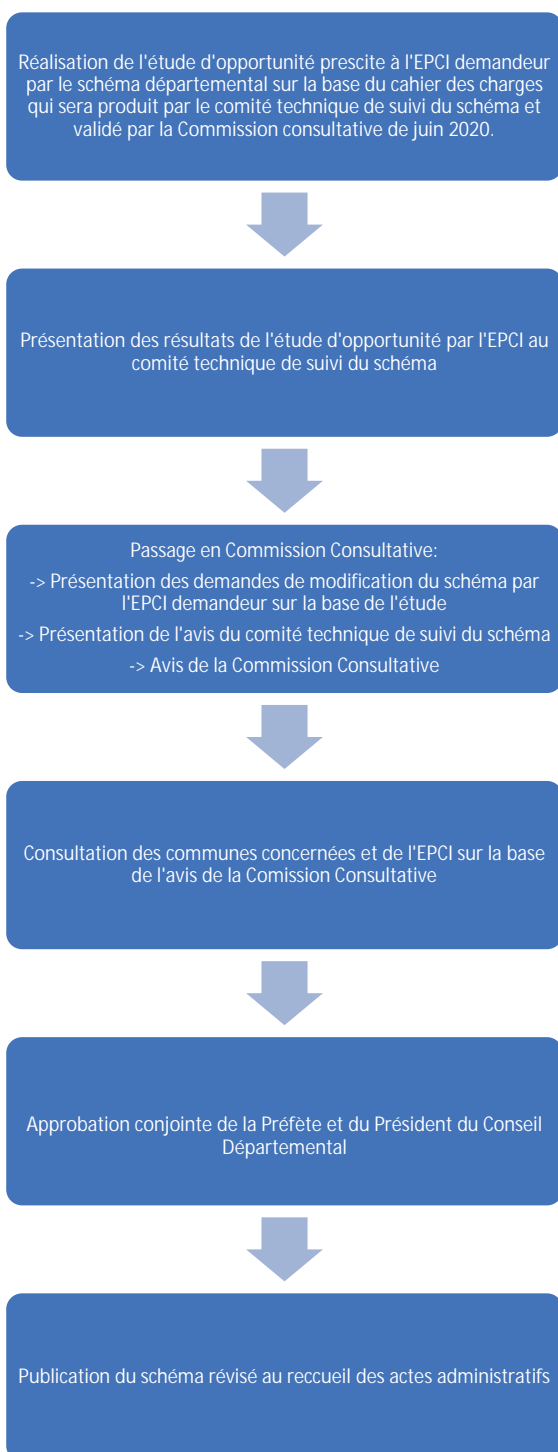 Réalisation de l'étude d'opportunité prescite à l'EPCI demandeur
par le schéma départemental sur la base du cahier des charges
qui sera produit par le comité technique de suivi du schéma et
validé par la Commission consultative de juin 2020.
Présentation des résultats de l'étude d'opportunité par l'EPCI au
comité technique de suivi du schéma
Passage en Commission Consultative:
-> Présentation des demandes de modification du schéma par
l'EPCI demandeur sur la base de l'étude
-> Présentation de l'avis du comité technique de suivi du schéma
-> Avis de la Commission Consultative
Consultation des communes concernées et de l'EPCI sur la base
de l'avis de la Comission Consultative
Approbation conjointe de la Préfète et du Président du Conseil
Départemental
Publication du schéma révisé au reccueil des actes administratifs